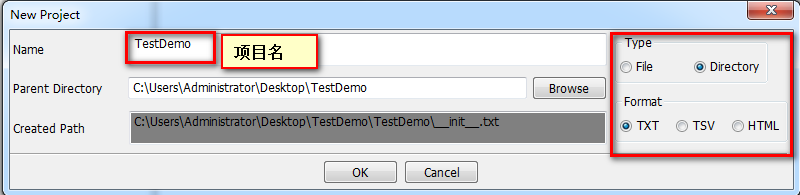 New Project
Name
TestDemo
项目名
Parent Directory
C:\Users\Administrator\Desktop\TestDemo
Browse
Created Path
C:\Users\Administrator\Desktop\TestDemo\TestDemo\__init__.txt
Type
File
Directory
Format
TXT
TSV
HTML
OK
Cancel